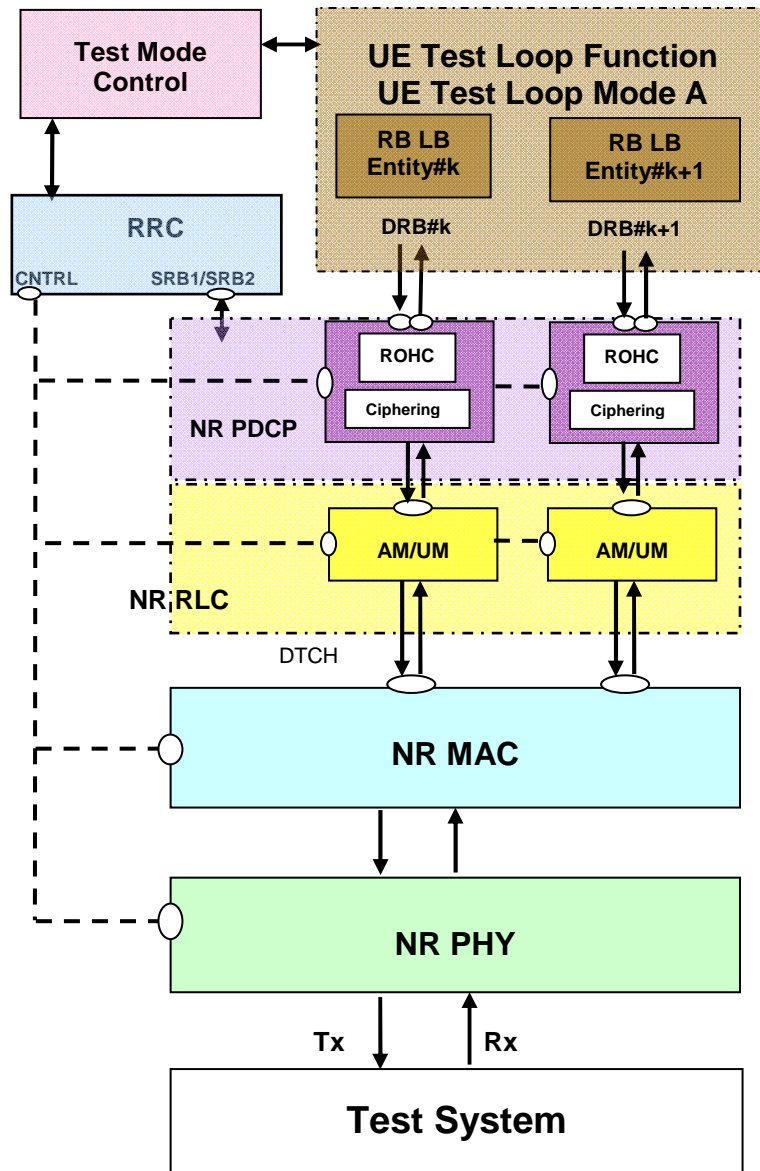 Test Mode
Control
UE Test Loop Function
UE Test Loop Mode A
RB LB
Entity#k
RB LB
Entity#k+1
DRB#k
DRB#k+1
RRC
CNTRL
SRB1/SRB2
ROHC
Ciphering
ROHC
Ciphering
NR PDCP
AM/UM
AM/UM
NR RLC
DTCH
NR MAC
NR PHY
Tx
Rx
Test System